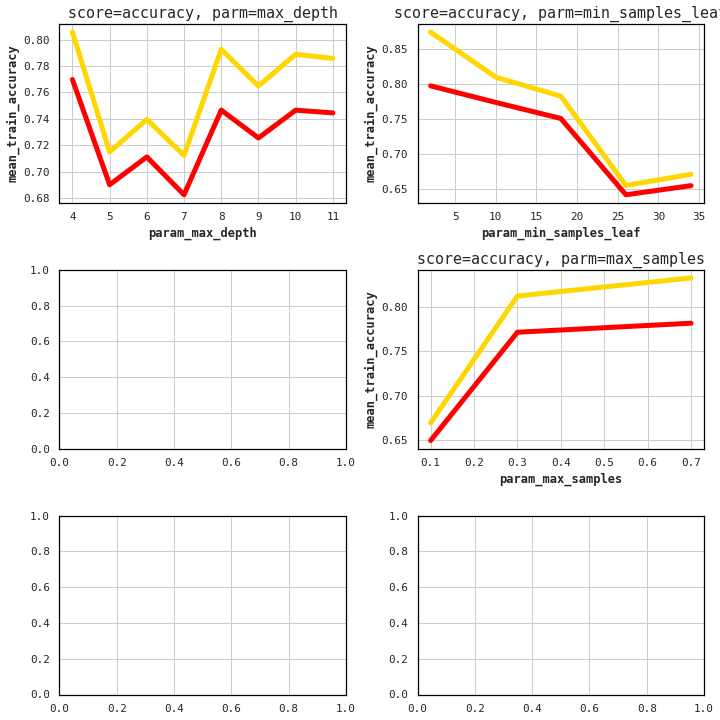 score=accuracy, parm=max_depth
0.80
0.78
0.76
0.74
0.72
0.70
0.68
mean_train_accuracy
4 5 6 7 8 9 10 11
param_max_depth
score=accuracy, parm=min_samples_leaf
0.85
0.80
0.75
0.70
0.65
mean_train_accuracy
5 10 15 20 25 30 35
param_min_samples_leaf
1.0
0.8
0.6
0.4
0.2
0.0
0.0 0.2 0.4 0.6 0.8 1.0
score=accuracy, parm=max_samples
0.80
0.75
0.70
0.65
mean_train_accuracy
0.1 0.2 0.3 0.4 0.5 0.6 0.7
param_max_samples
1.0
0.8
0.6
0.4
0.2
0.0
0.0 0.2 0.4 0.6 0.8 1.0
1.0
0.8
0.6
0.4
0.2
0.0
0.0 0.2 0.4 0.6 0.8 1.0